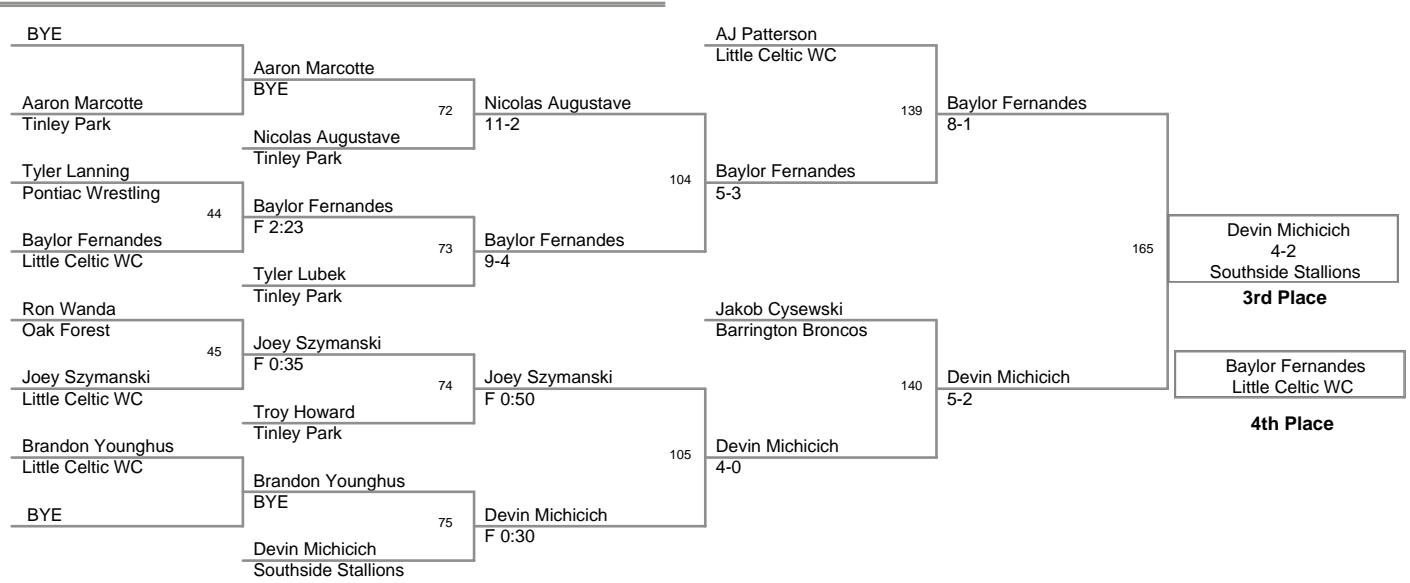 BYE
Aaron Marcotte
Tinley Park
Tyler Lanning
Pontiac Wrestling
44
Baylor Fernandes
Little Celtic WC
Ron Wanda
Oak Forest
45
Joey Szymanski
Little Celtic WC
Brandon Younghus
Little Celtic WC
BYE
Aaron Marcotte
BYE
72
Nicolas Augustave
Tinley Park
Baylor Fernandes
F 2:23
73
Tyler Lubek
Tinley Park
Joey Szymanski
F 0:35
74
Troy Howard
Tinley Park
Brandon Younghus
BYE
75
Devin Michicich
Southside Stallions
Nicolas Augustave
11-2
104
Baylor Fernandes
9-4
Joey Szymanski
F 0:50
105
Devin Michicich
F 0:30
AJ Patterson
Little Celtic WC
139
Baylor Fernandes
5-3
Jakob Cysewski
Barrington Broncos
140
Devin Michicich
4-0
Baylor Fernandes
8-1
165
Devin Michicich
5-2
Devin Michicich
4-2
Southside Stallions
3rd Place
Baylor Fernandes
Little Celtic WC
4th Place